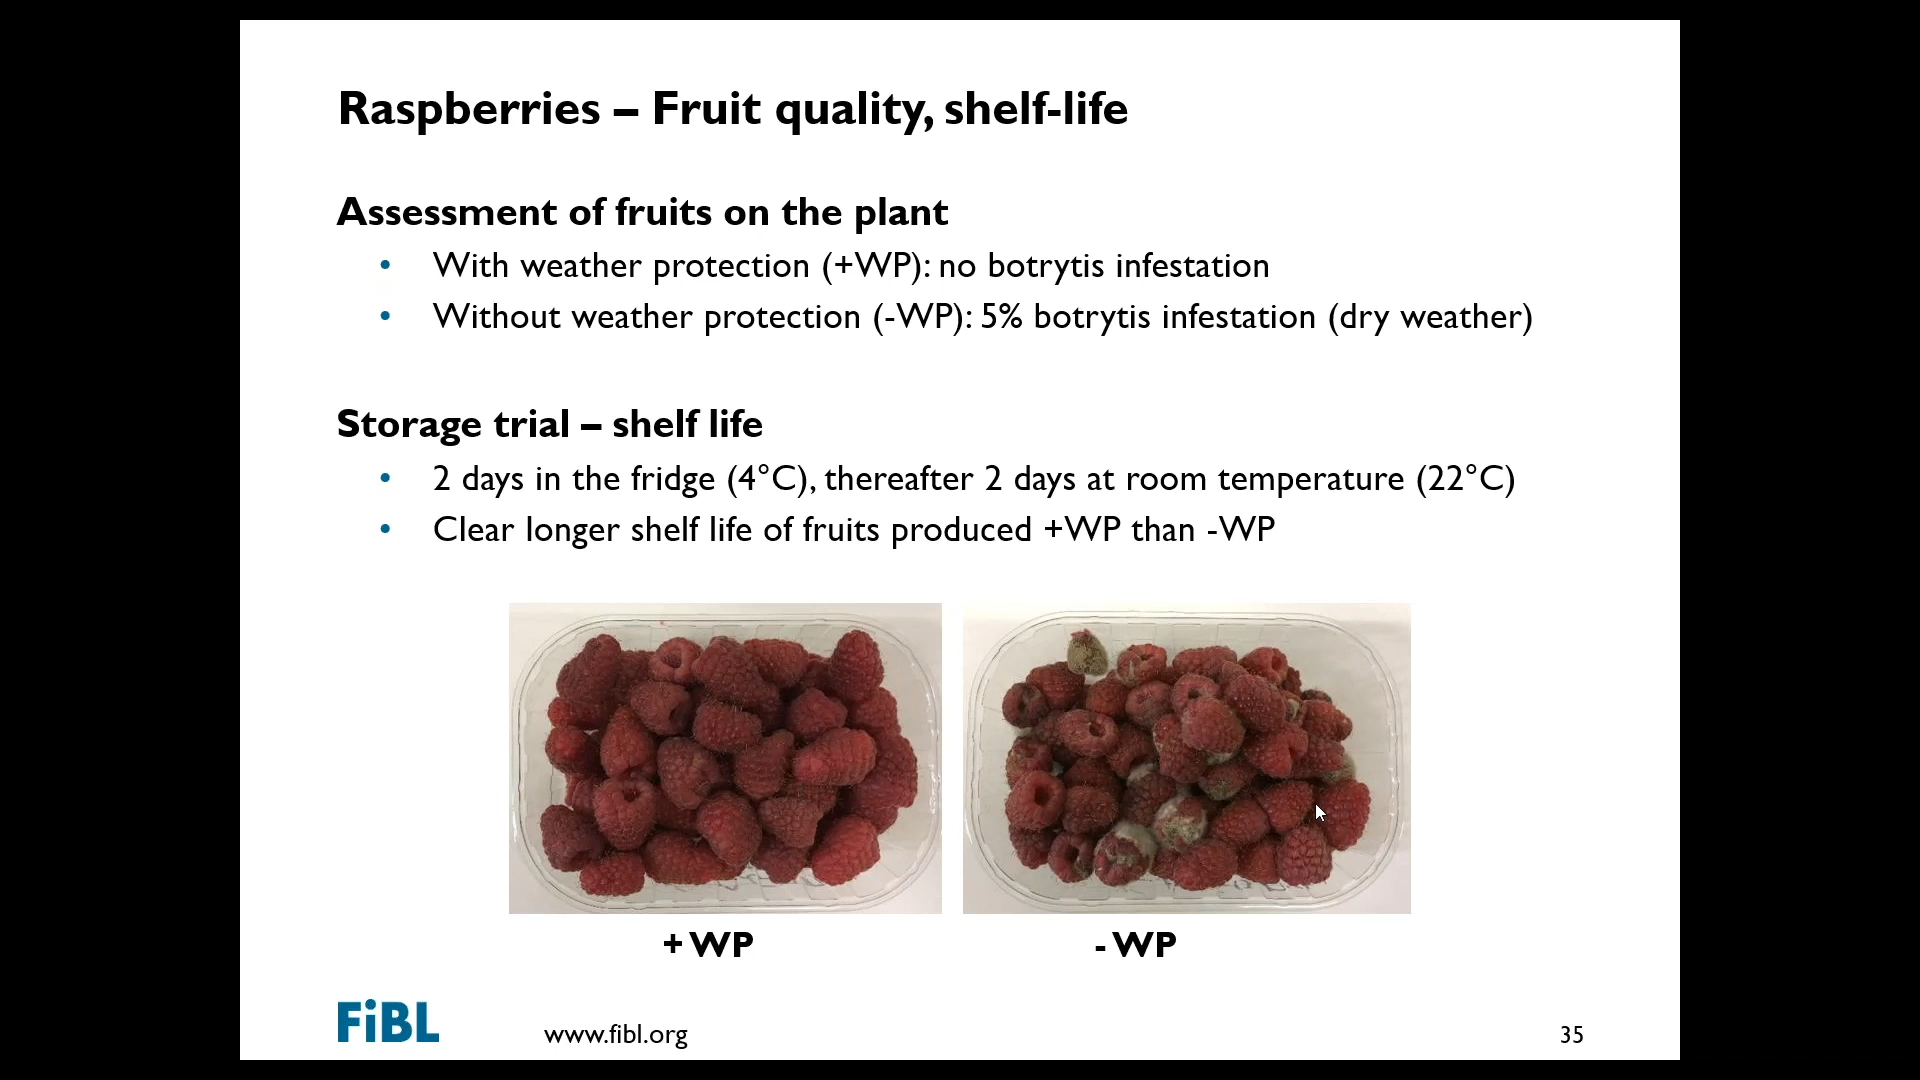 Raspberries – Fruit quality, shelf-life
Assessment of fruits on the plant
• With weather protection (+WP): no botrytis infestation
• Without weather protection (-WP): 5% botrytis infestation (dry weather)
Storage trial – shelf life
• 2 days in the fridge (4°C), thereafter 2 days at room temperature (22°C)
• Clear longer shelf life of fruits produced +WP than -WP
+ WP
- WP
FiBL
www.fibl.org
35